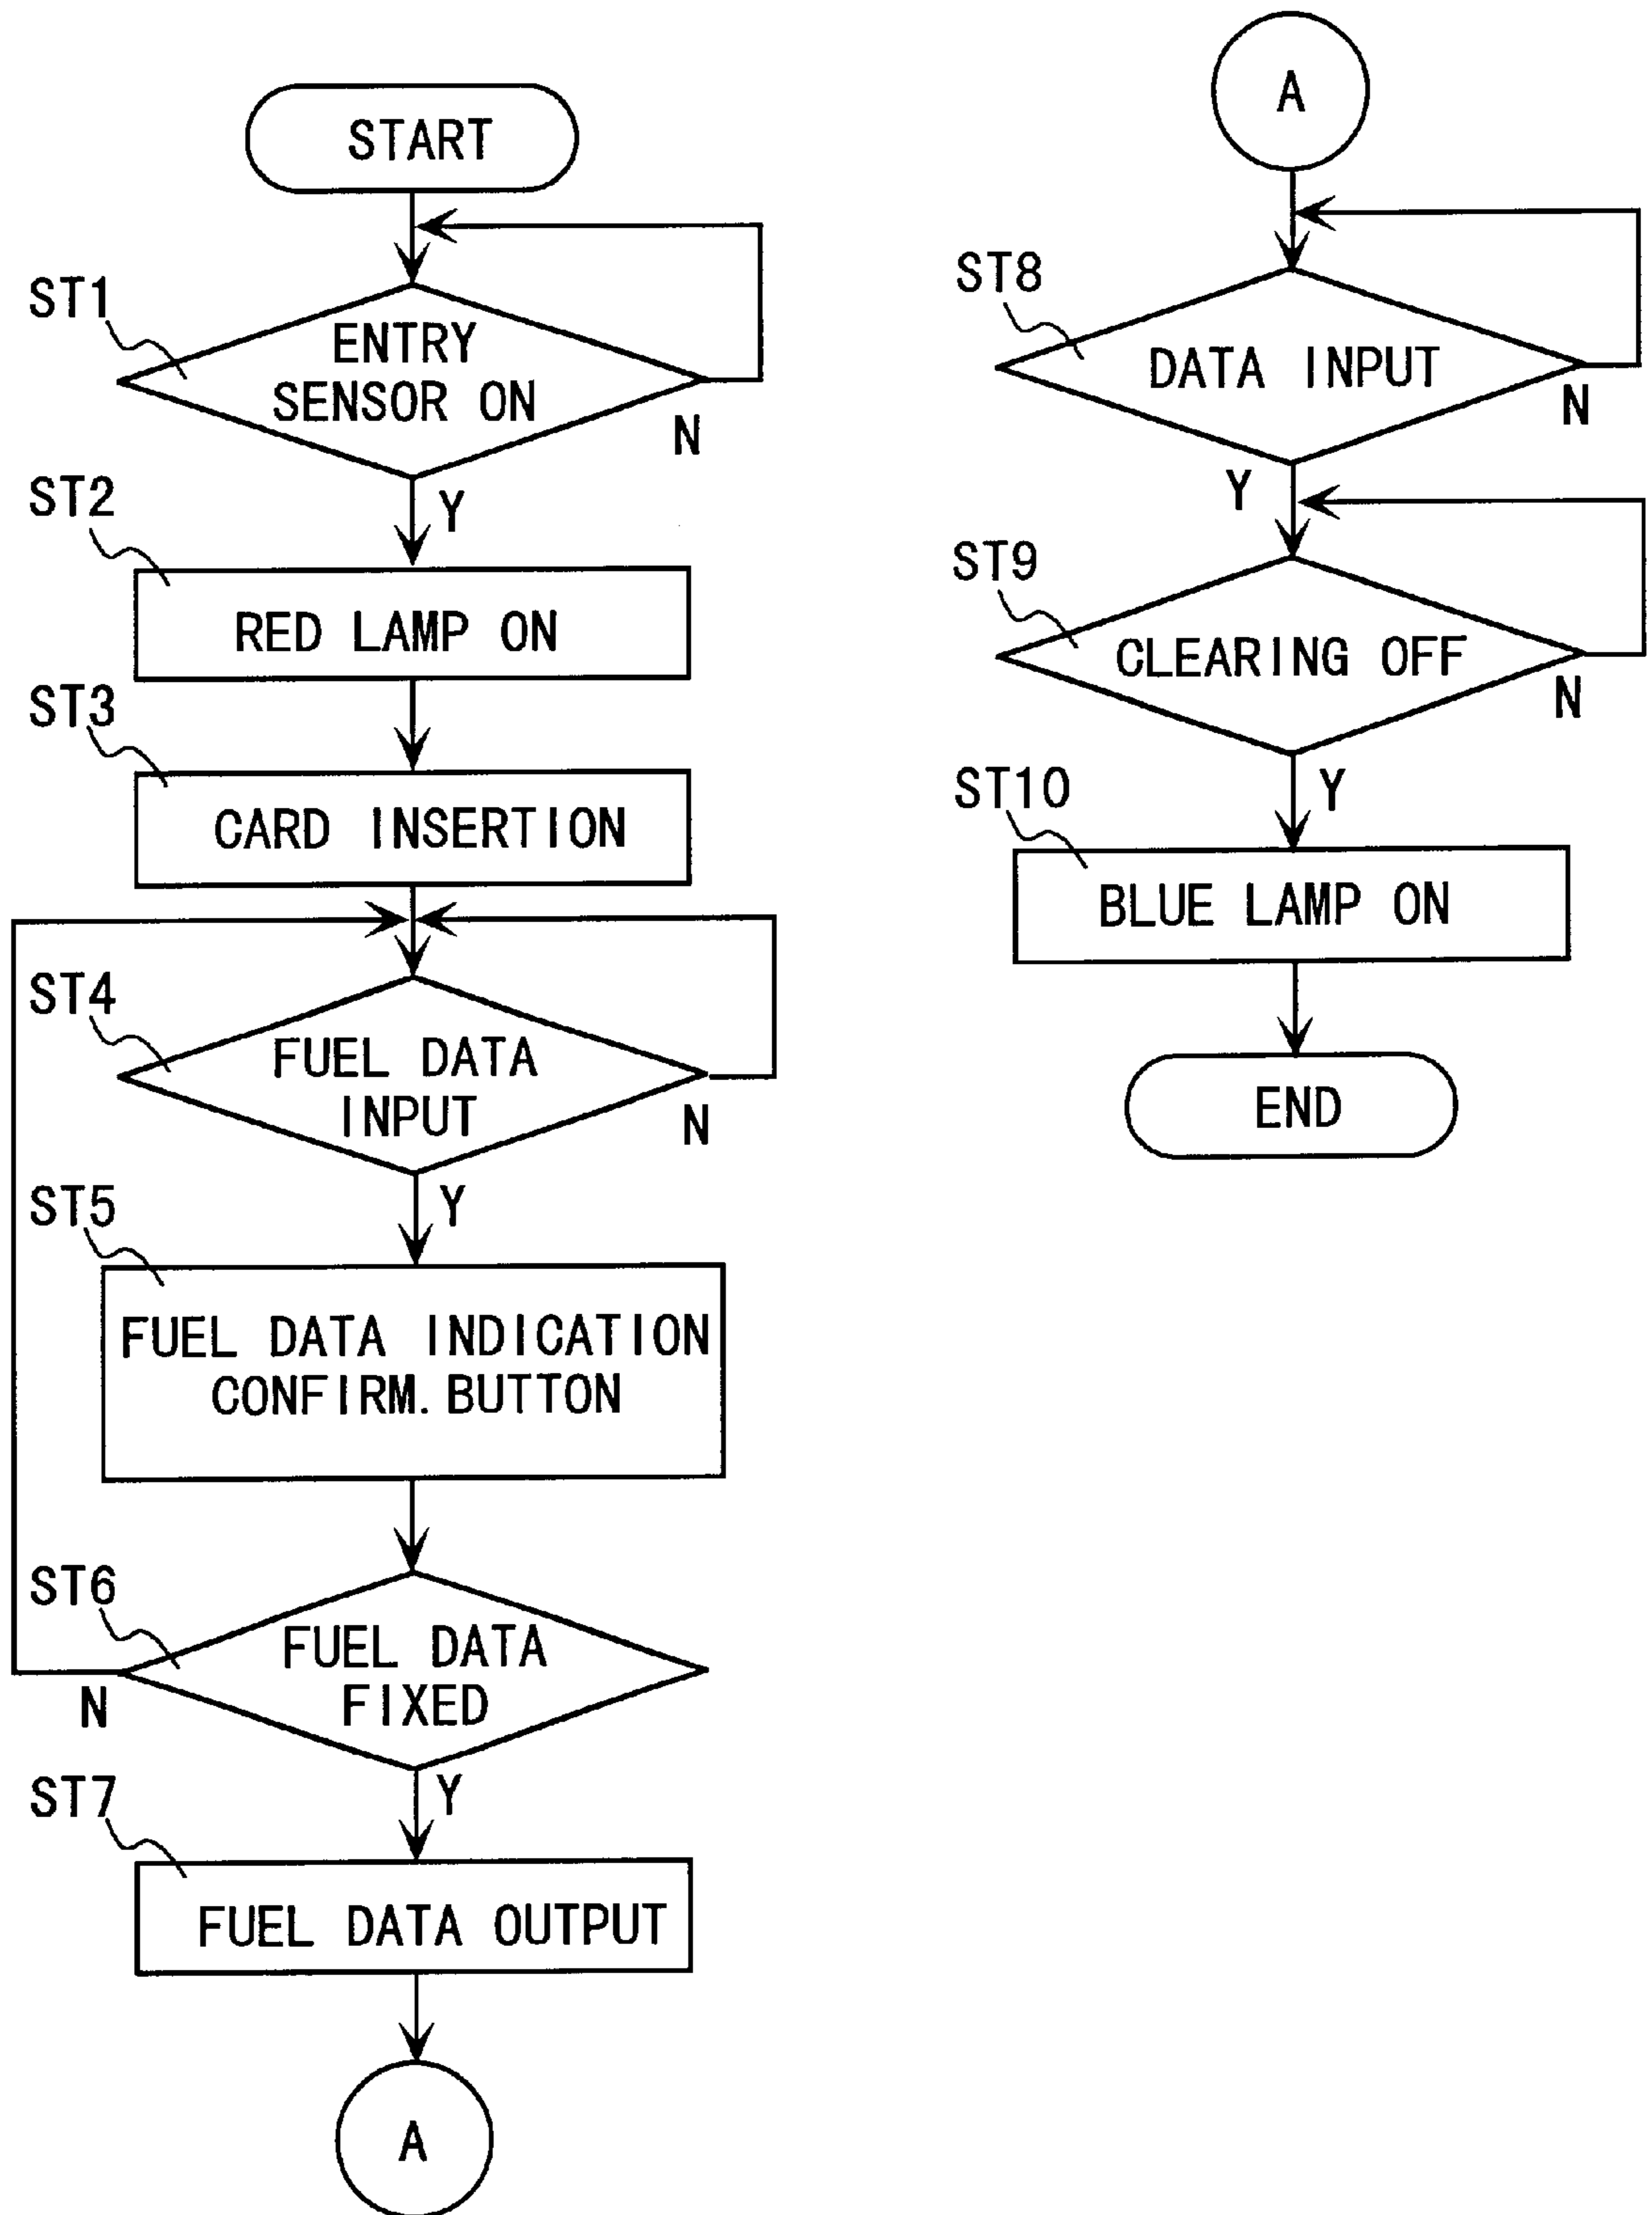 START
ST1
ENTRY
SENSOR ON
N
Y
ST2
RED LAMP ON
ST3
CARD INSERTION
ST4
FUEL DATA
INPUT
N
Y
ST5
FUEL DATA INDICATION
CONFIRM. BUTTON
ST6
FUEL DATA
FIXED
N
Y
ST7
FUEL DATA OUTPUT
A
A
ST8
DATA INPUT
N
Y
ST9
CLEARING OFF
N
Y
ST10
BLUE LAMP ON
END